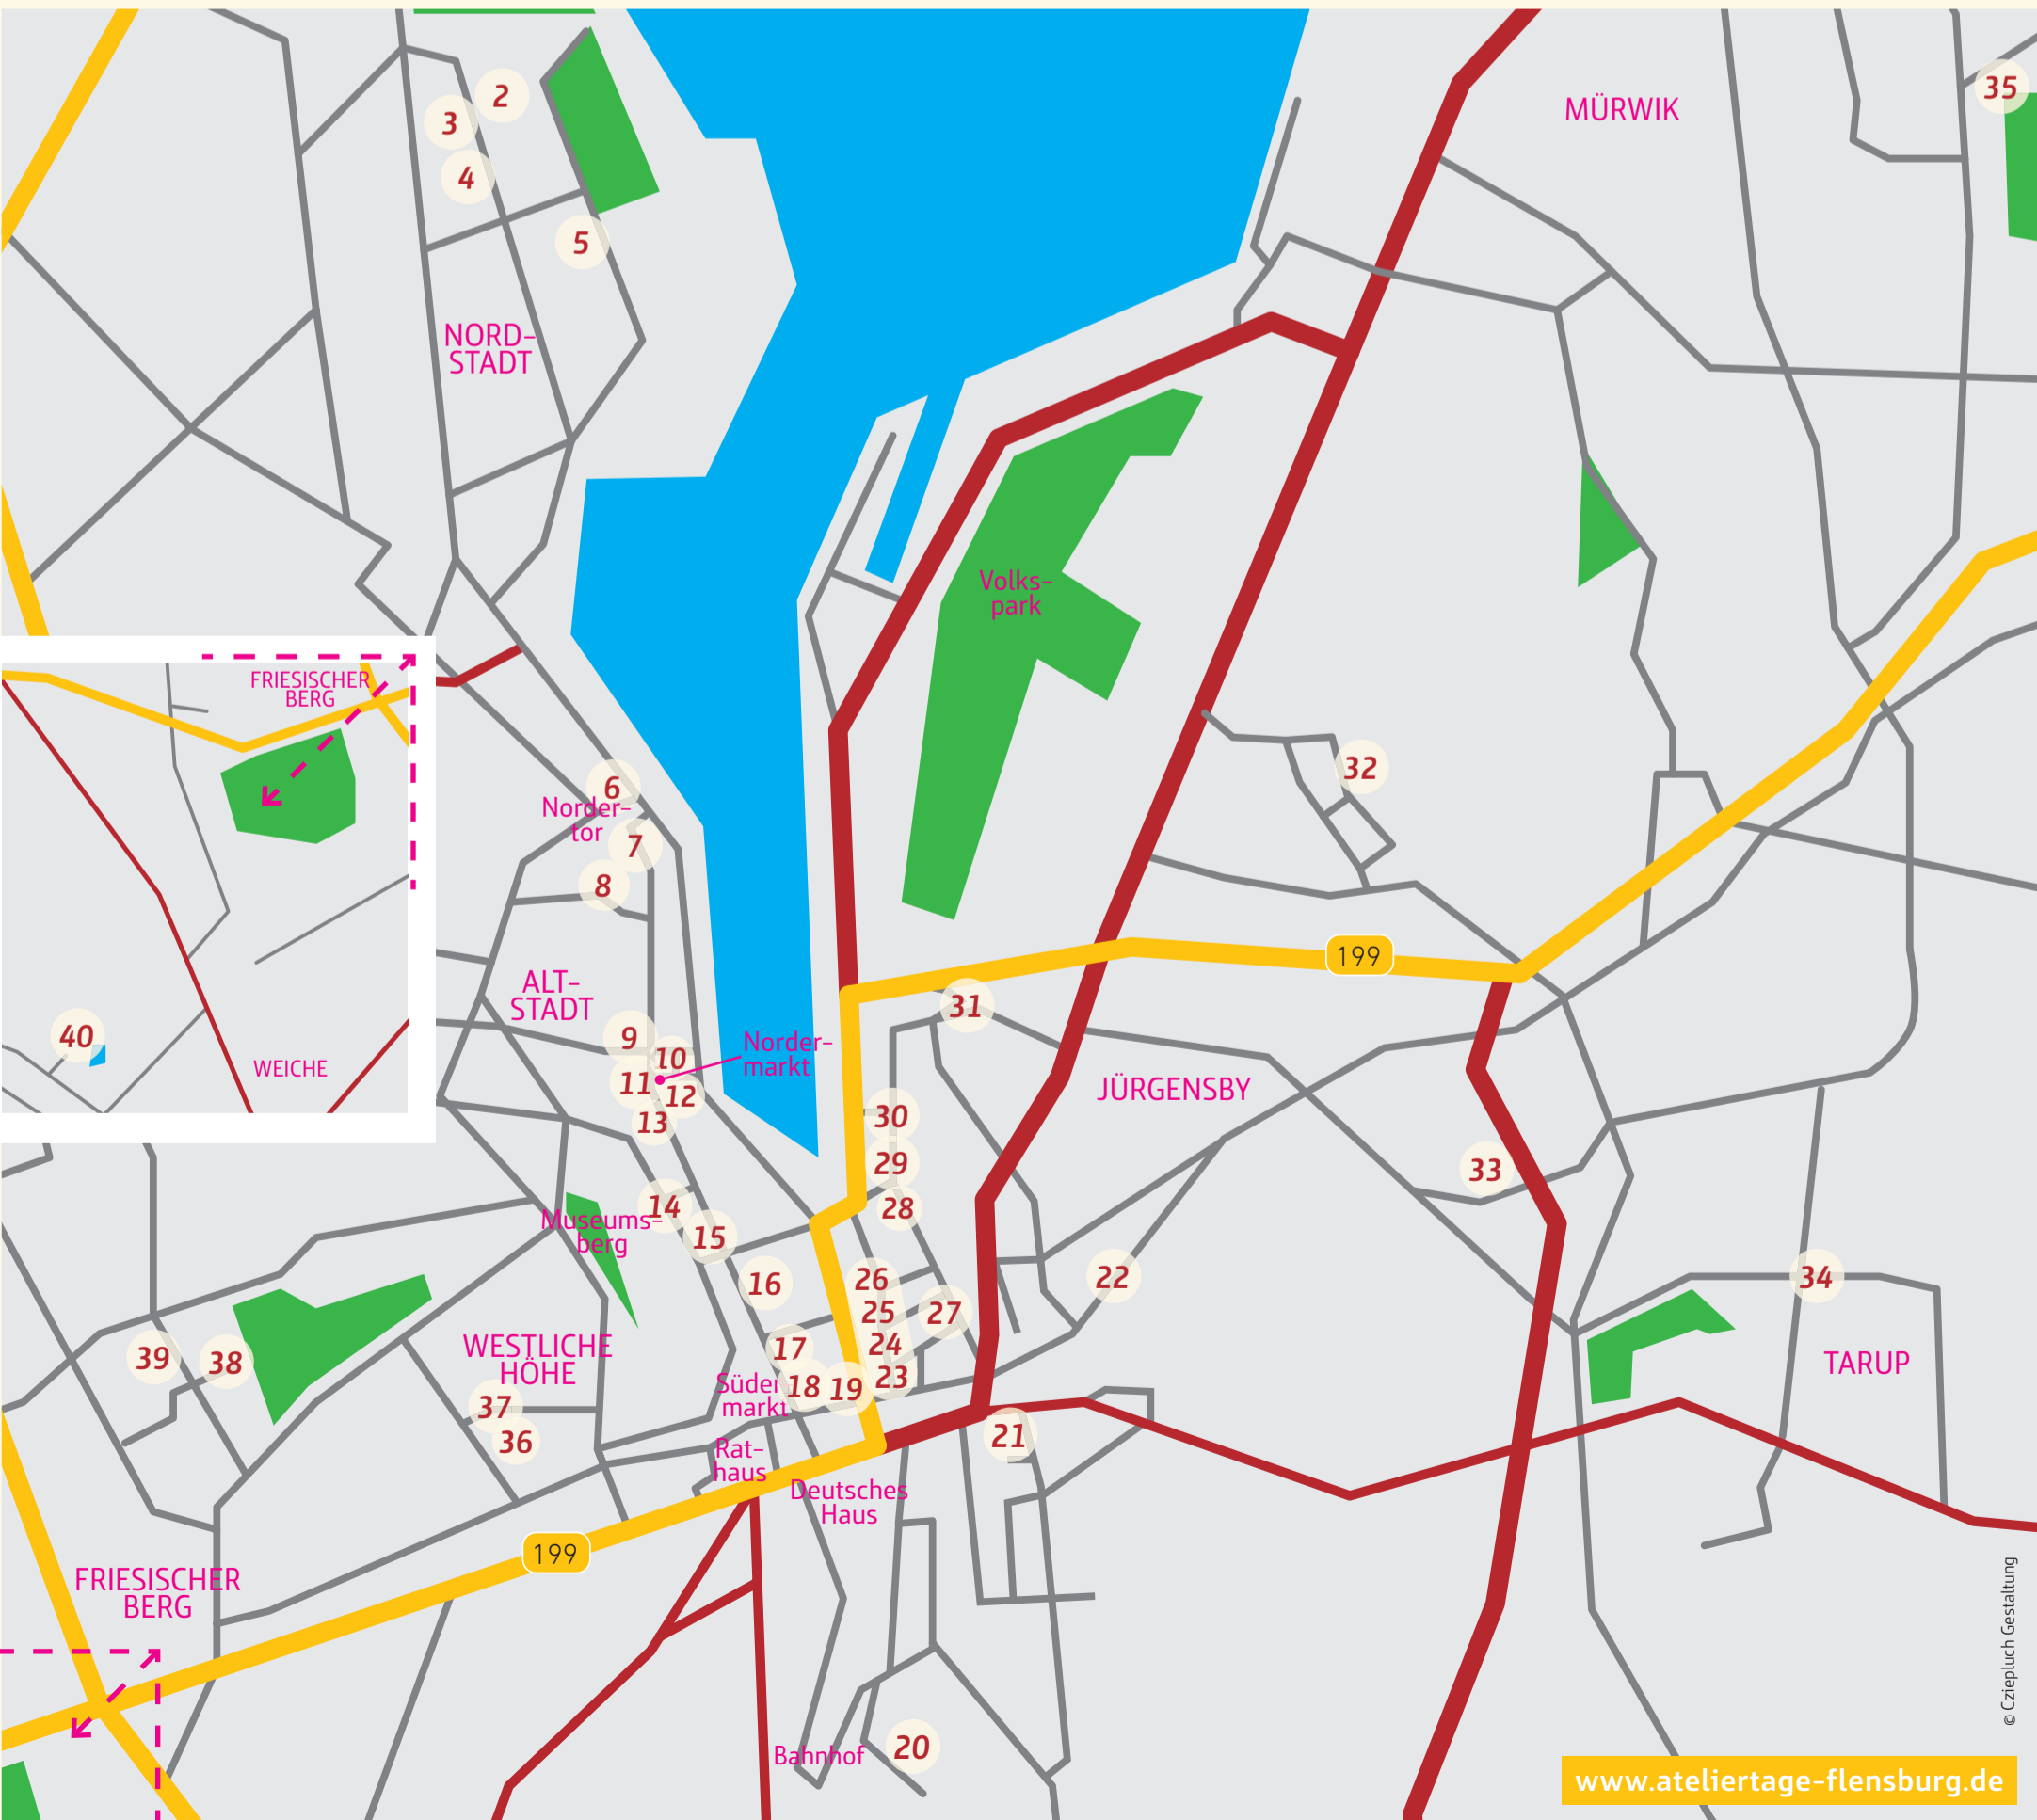 MÜRWIK
35
2
3
4
5
NORD-
STADT
Volks-
park
FRIESISCHER
BERG
32
6
Norder-
tor
7
8
199
ALT-
STADT
31
9
10
Norder-
markt
40
11
12
WEICHE
JÜRGENSBY
13
30
29
33
14
28
Museums-
berg
15
16
26
22
34
25
27
WESTLICHE
HÖHE
17
24
39
38
TARUP
23
Süder
markt
18
19
37
36
21
Rat-
haus
Deutsches
Haus
199
FRIESISCHER
BERG
20
Bahnhof
© Cziepluch Gestaltung
www.ateliertage-flensburg.de